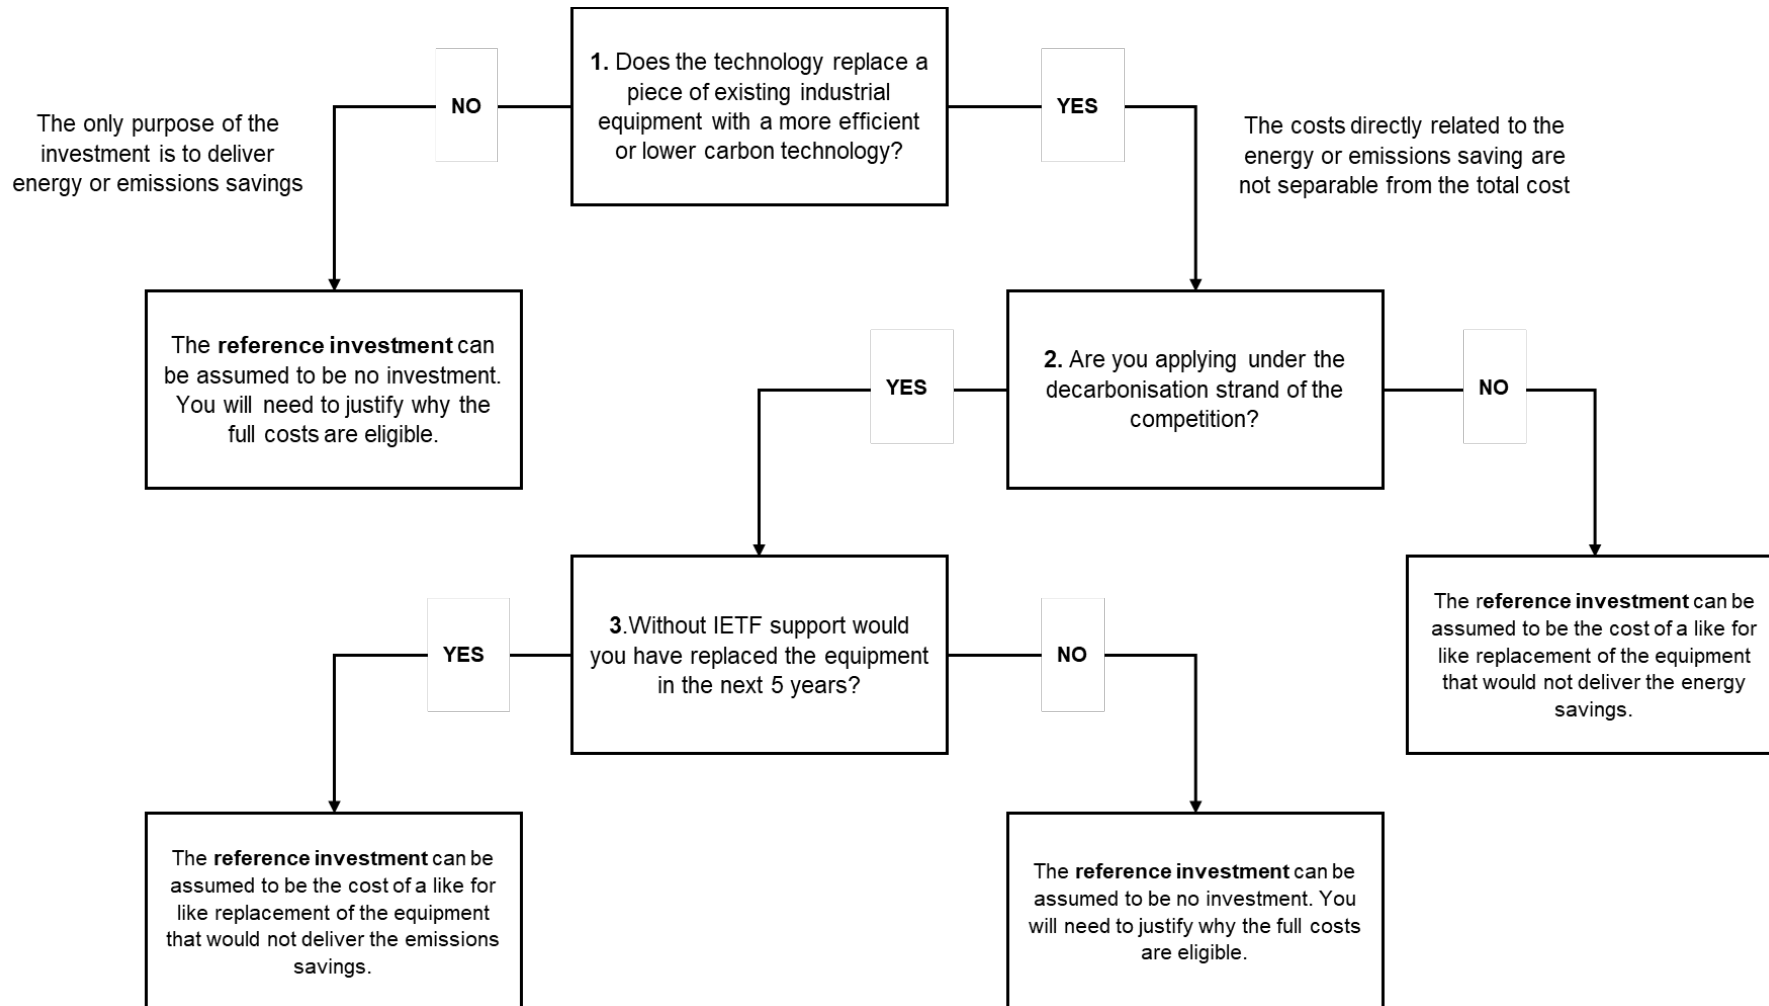 1. Does the technology replace a
piece of existing industrial
equipment with a more efficient
or lower carbon technology?
NO
YES
The only purpose of the
investment is to deliver
energy or emissions savings
The costs directly related to the
energy or emissions saving are
not separable from the total cost
The reference investment can
be assumed to be no investment.
You will need to justify why the
full costs are eligible.
2. Are you applying under the
decarbonisation strand of the
competition?
YES
NO
3.Without IETF support would
you have replaced the equipment
in the next 5 years?
YES
NO
The reference investment can be
assumed to be the cost of a like for
like replacement of the equipment
that would not deliver the energy
savings.
The reference investment can be
assumed to be the cost of a like for
like replacement of the equipment
that would not deliver the emissions
savings.
The reference investment can be
assumed to be no investment. You
will need to justify why the full costs
are eligible.